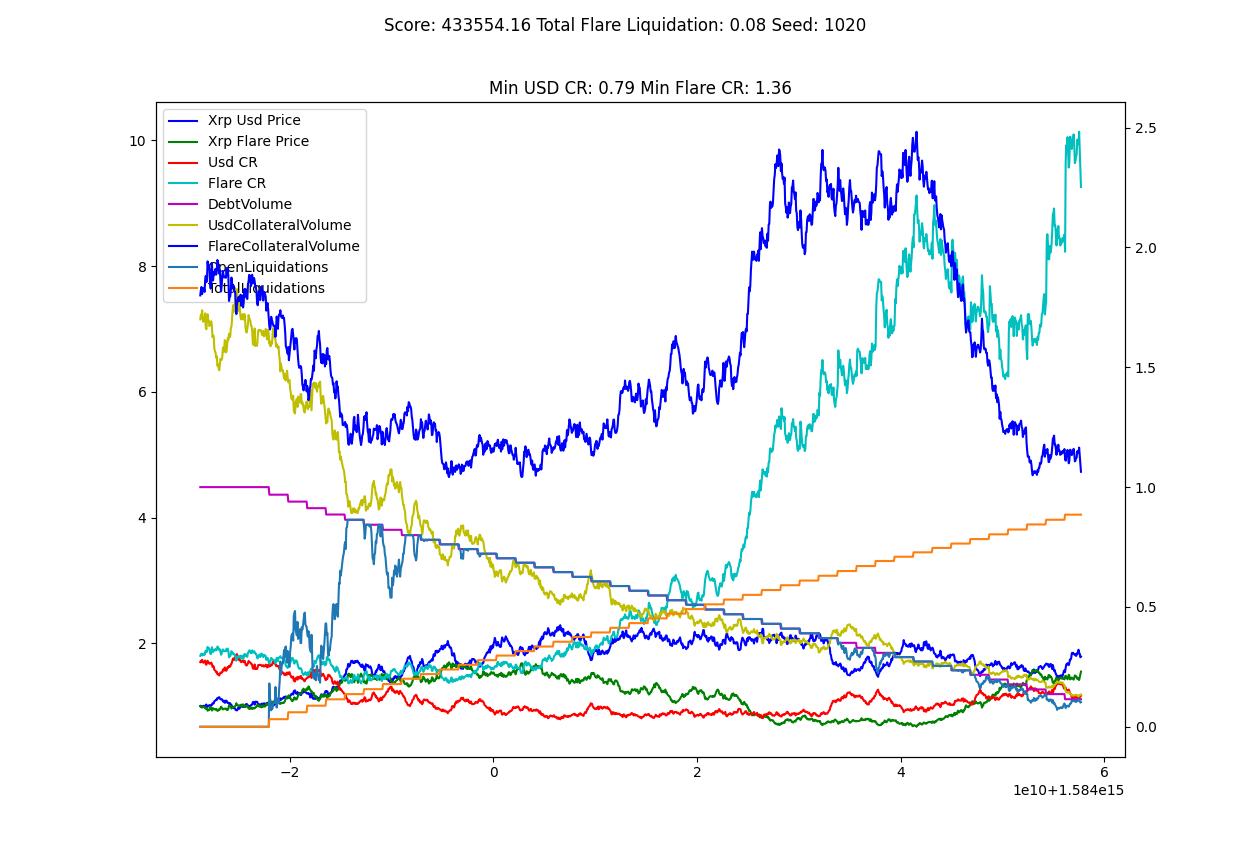 Score: 433554.16 Total Flare Liquidation: 0.08 Seed: 1020
Min USD CR: 0.79 Min Flare CR: 1.36
Xrp Usd Price
Xrp Flare Price
Usd CR
Flare CR
DebtVolume
UsdCollateralVolume
FlareCollateralVolume
OpenLiquidations
TotalLiquidations
10
8
6
4
2
2.5
2.0
1.5
1.0
0.5
0.0
−2
0
2
4
6
1e10+1.584e15